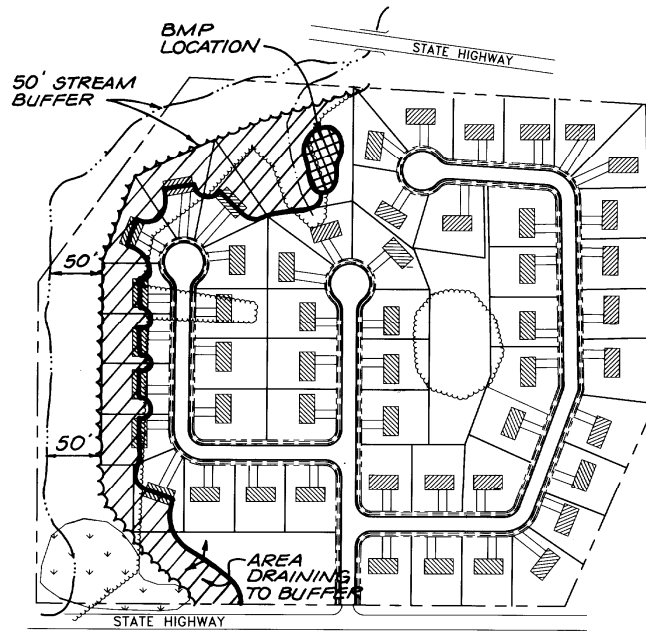 BMP
LOCATION
STATE HIGHWAY
50' STREAM
BUFFER
50'
50'
AREA
DRAINING
TO BUFFER
STATE HIGHWAY